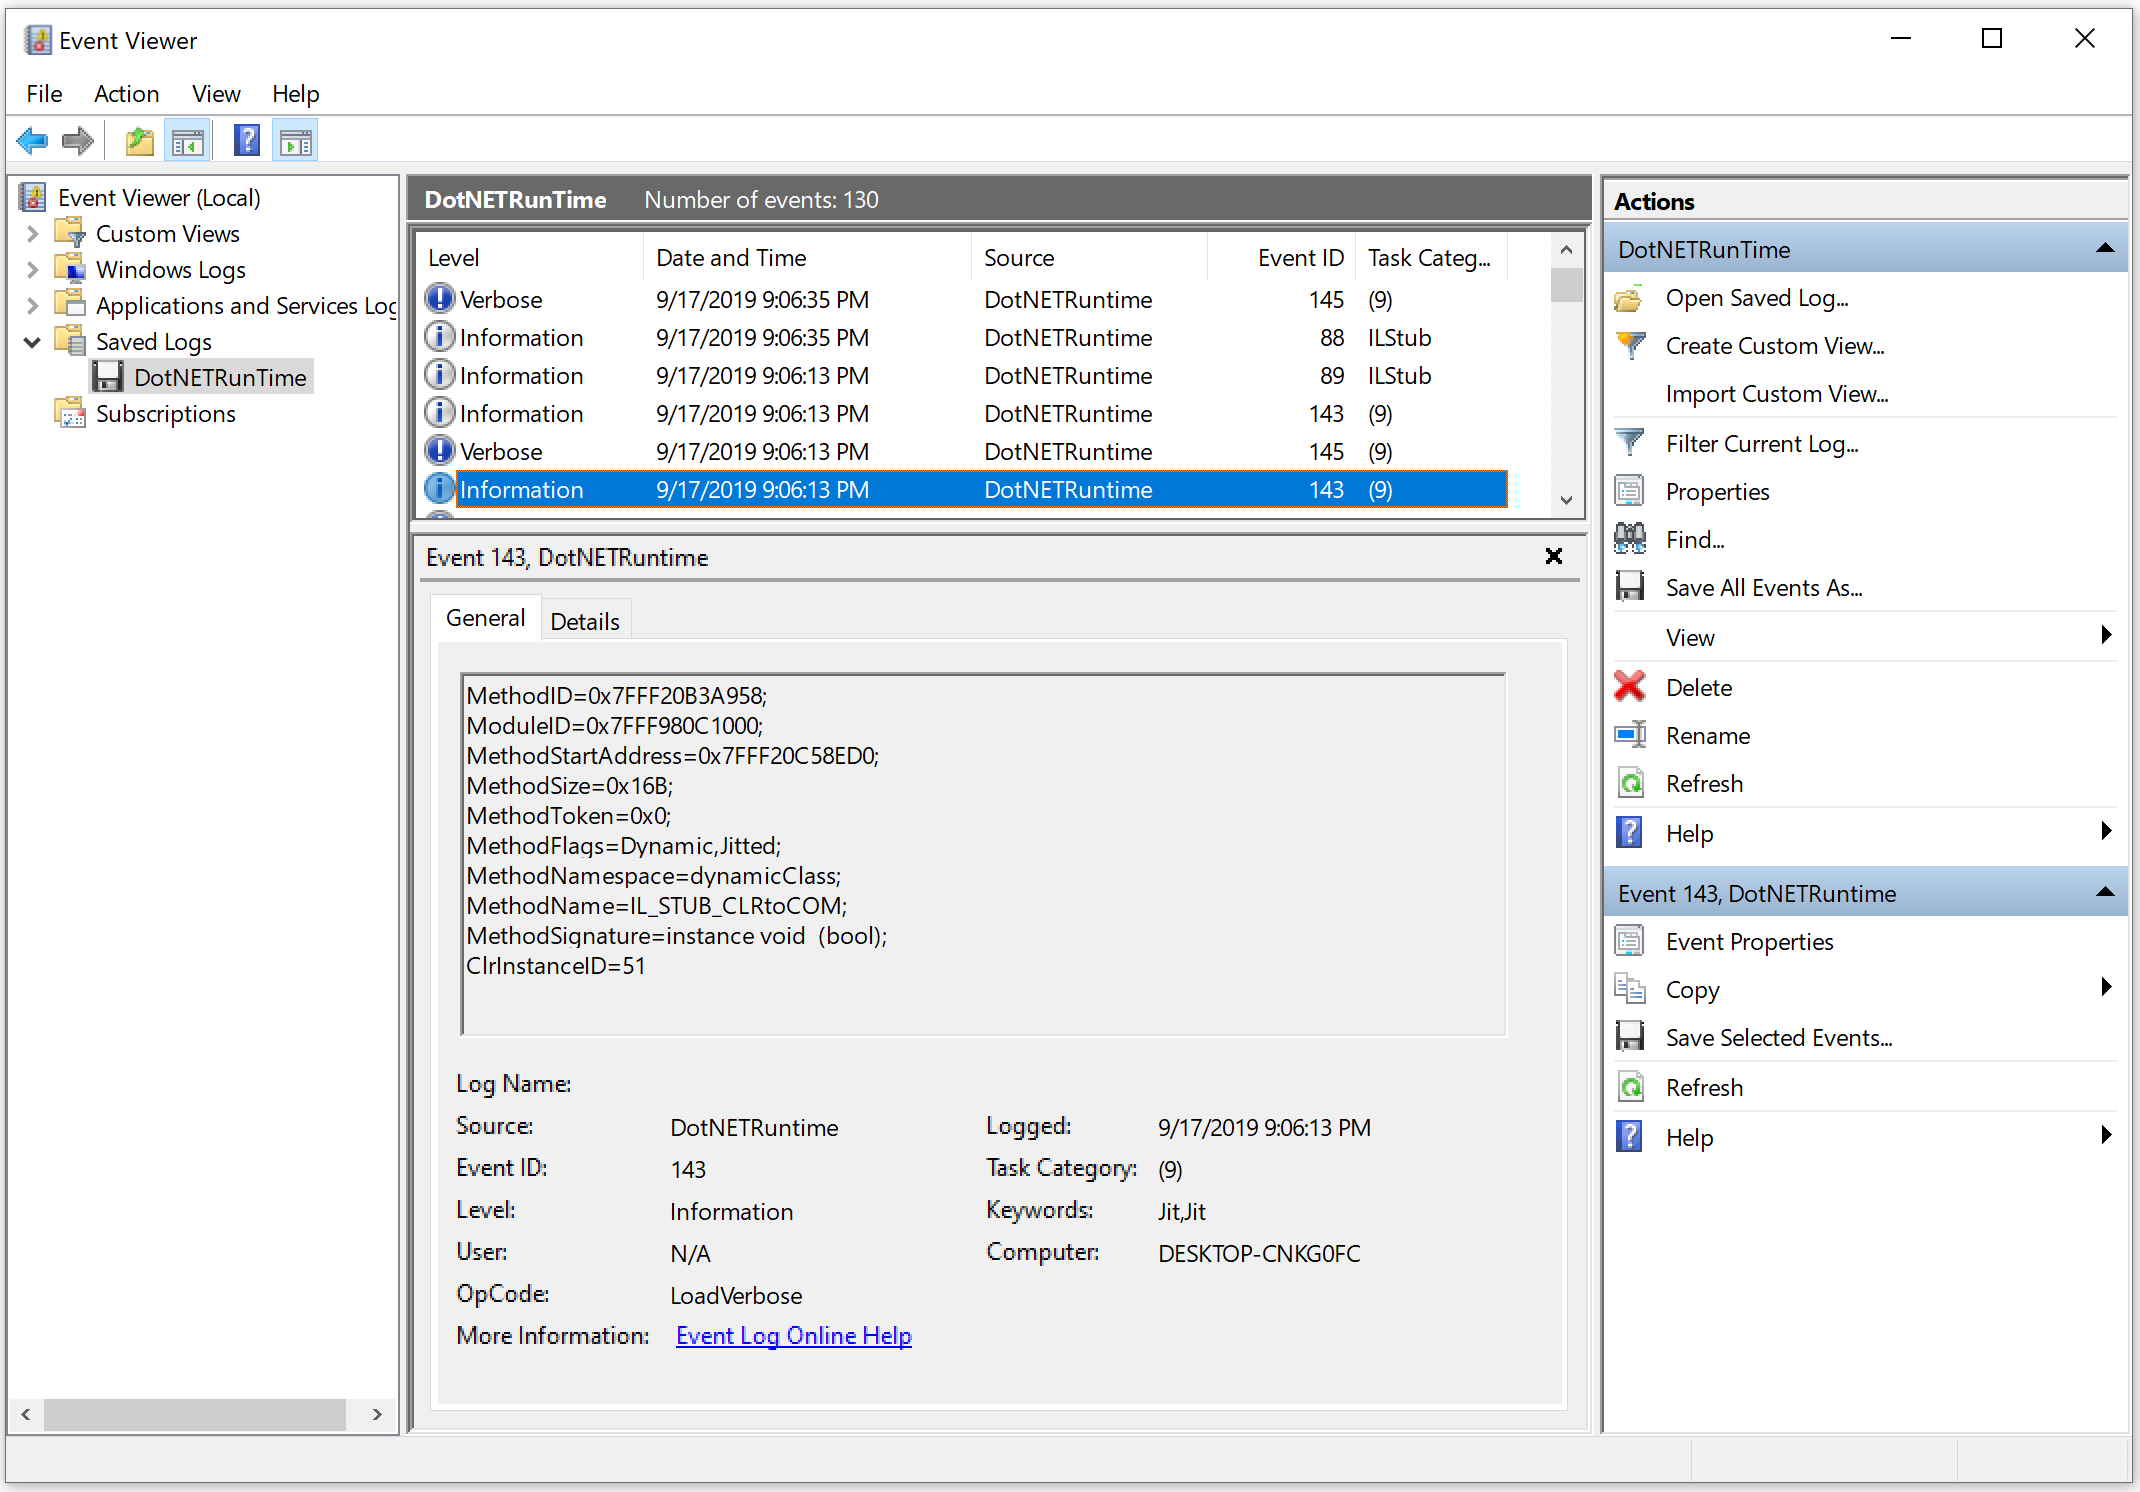 Event Viewer
File Action View Help
Event Viewer (Local)
Custom Views
Windows Logs
Applications and Services Log
Saved Logs
DotNETRunTime
Subscriptions
DotNETRunTime Number of events: 130
Level Date and Time Source Event ID Task Categ...
Verbose 9/17/2019 9:06:35 PM DotNETRuntime 145 (9)
Information 9/17/2019 9:06:35 PM DotNETRuntime 88 ILStub
Information 9/17/2019 9:06:13 PM DotNETRuntime 89 ILStub
Information 9/17/2019 9:06:13 PM DotNETRuntime 143 (9)
Verbose 9/17/2019 9:06:13 PM DotNETRuntime 145 (9)
Information 9/17/2019 9:06:13 PM DotNETRuntime 143 (9)
Event 143, DotNETRuntime
General Details
MethodID=0x7FFF20B3A958;
ModuleID=0x7FFF980C1000;
MethodStartAddress=0x7FFF20C58ED0;
MethodSize=0x16B;
MethodToken=0x0;
MethodFlags=Dynamic,Jitted;
MethodNamespace=dynamicClass;
MethodName=IL_STUB_CLRtoCOM;
MethodSignature=instance void  (bool);
ClrInstanceID=51
Log Name:
Source: DotNETRuntime Logged: 9/17/2019 9:06:13 PM
Event ID: 143 Task Category: (9)
Level: Information Keywords: Jit,Jit
User: N/A Computer: DESKTOP-CNKG0FC
OpCode: LoadVerbose
More Information: Event Log Online Help
Actions
DotNETRunTime
Open Saved Log...
Create Custom View...
Import Custom View...
Filter Current Log...
Properties
Find...
Save All Events As...
View
Delete
Rename
Refresh
Help
Event 143, DotNETRuntime
Event Properties
Copy
Save Selected Events...
Refresh
Help